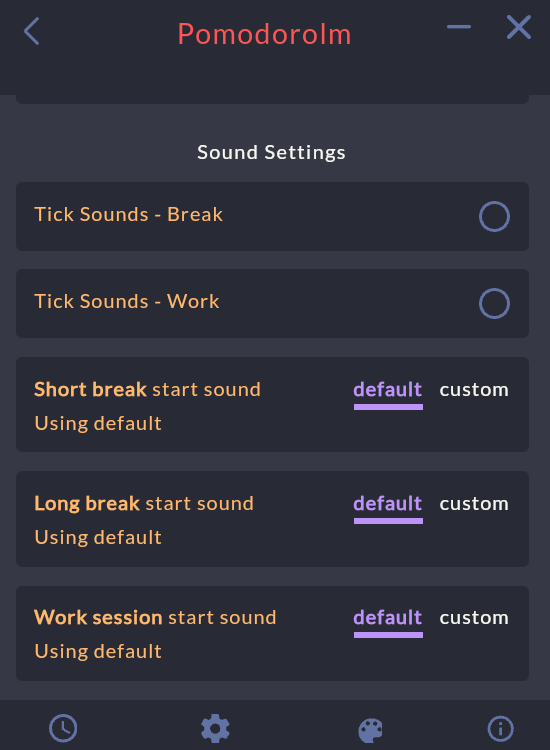 Pomodorolm
Sound Settings
Tick Sounds - Break
Tick Sounds - Work
Short break start sound default custom
Using default
Long break start sound default custom
Using default
Work session start sound default custom
Using default